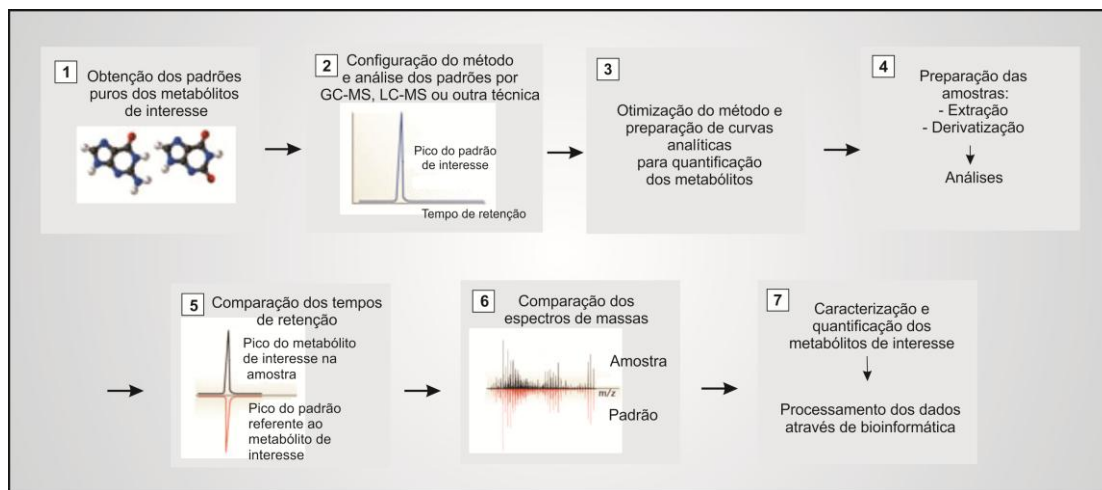 1
Obtenção dos padrões
puros dos metabólitos
de interesse
2
Configuração do método
e análise dos padrões por
GC-MS, LC-MS ou outra técnica
Pico do padrão
de interesse
Tempo de retenção
3
Otimização do método e
preparação de curvas
analíticas
para quantificação
dos metabólitos
4
Preparação das
amostras:
- Extração
- Derivatização
Análises
5
Comparação dos tempos
de retenção
Pico do metabólito
de interesse na
amostra
Pico do padrão
referente ao
metabólito de
interesse
6
Comparação dos
espectros de massas
Amostra
m/z
Padrão
7
Caracterização e
quantificação dos
metabólitos de interesse
Processamento dos dados
através de bioinformática